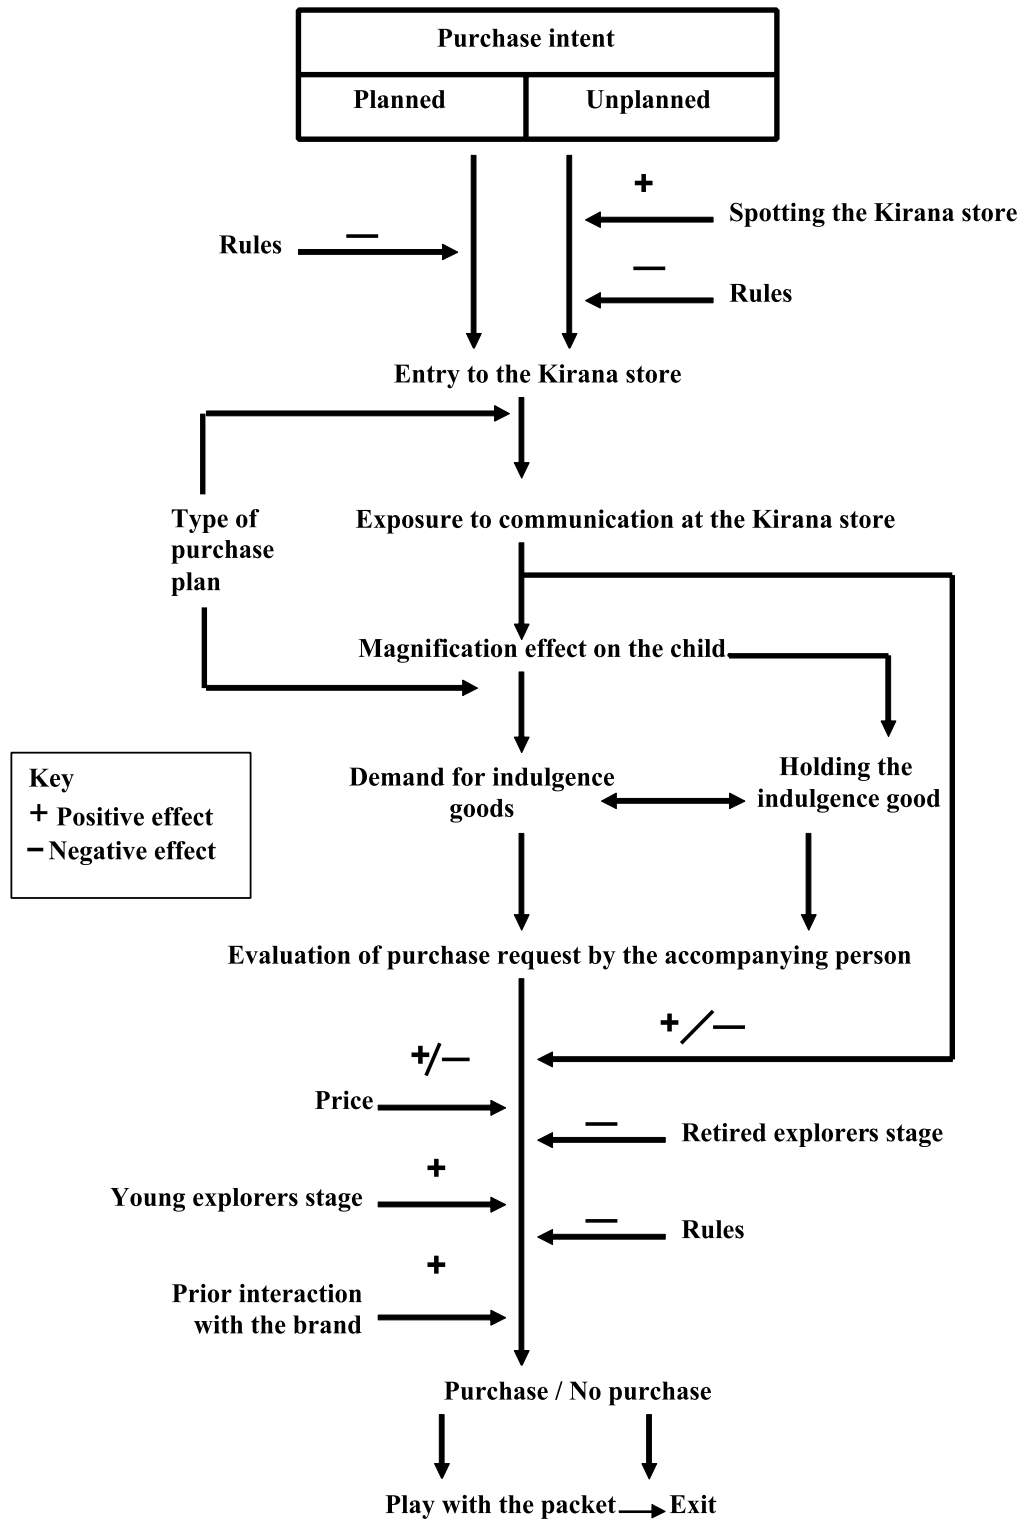 Purchase intent
Planned
Unplanned
+
Spotting the Kirana store
Rules
—
—
Rules
Entry to the Kirana store
Type of
purchase
plan
Exposure to communication at the Kirana store
Magnification effect on the child
Key
+ Positive effect
– Negative effect
Demand for indulgence
goods
Holding the
indulgence good
Evaluation of purchase request by the accompanying person
+/—
+/—
Price
—
Retired explorers stage
+
Young explorers stage
—
Rules
+
Prior interaction
with the brand
Purchase / No purchase
Play with the packet
Exit